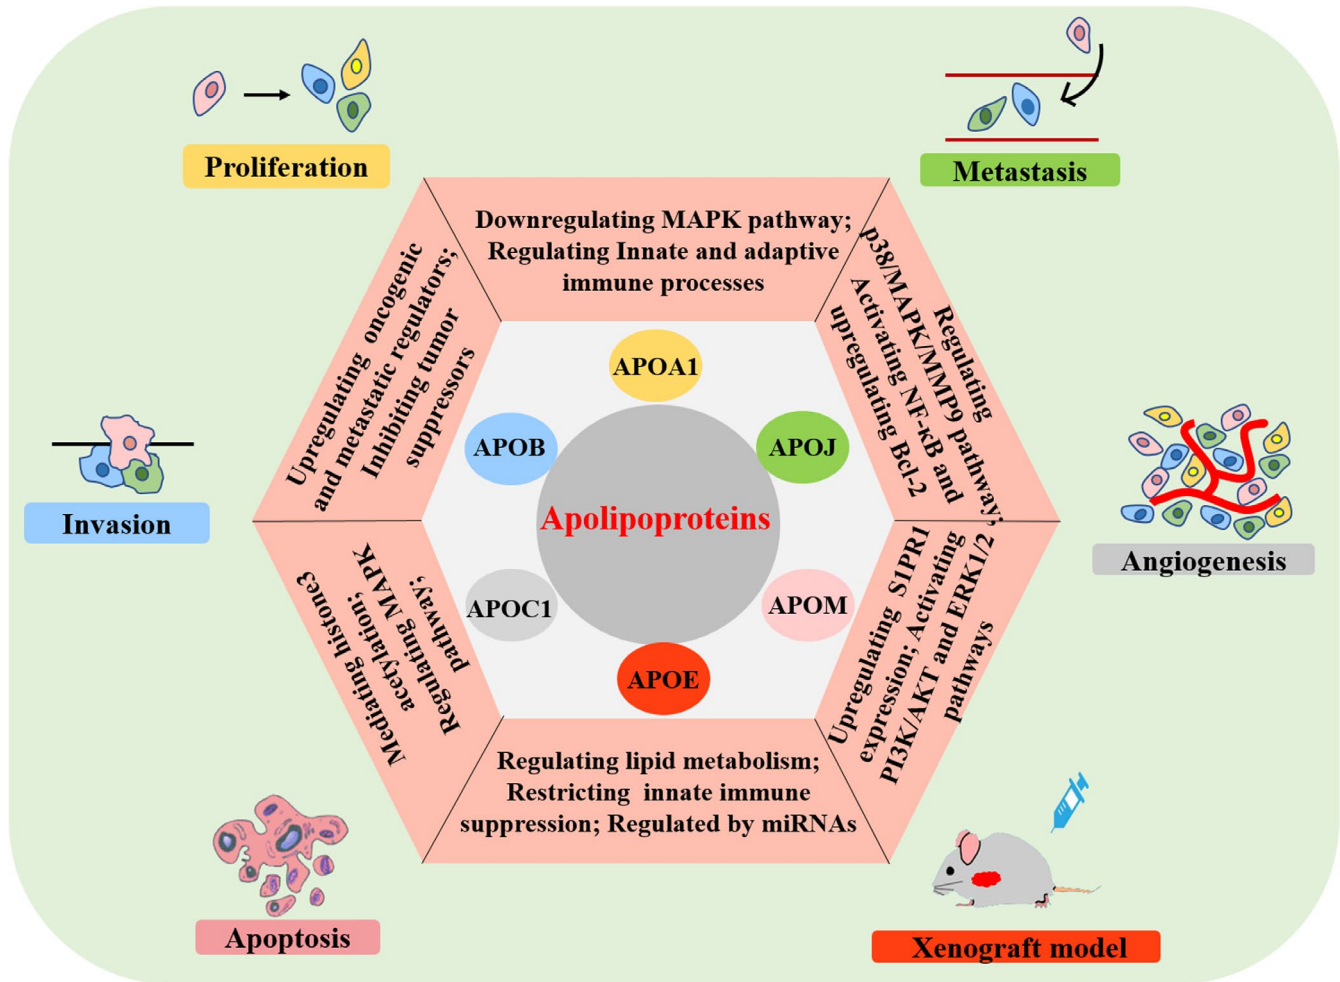 Proliferation
Metastasis
Downregulating MAPK pathway;
Regulating Innate and adaptive
immune processes
Upregulating oncogenic
and metastatic regulators;
Inhibiting tumor
suppressors
Regulating
p38/MAPK/MMP9 pathway;
Activating NF-κB and
upregulating Bcl-2
APOA1
APOB
APOJ
Invasion
Apolipoproteins
Angiogenesis
APOC1
APOM
APOE
Mediating histone3
acetylation;
Regulating MAPK
pathway;
Upregulating S1PR1
expression; Activating
PI3K/AKT and ERK1/2
pathways
Regulating lipid metabolism;
Restricting innate immune
suppression; Regulated by miRNAs
Apoptosis
Xenograft model